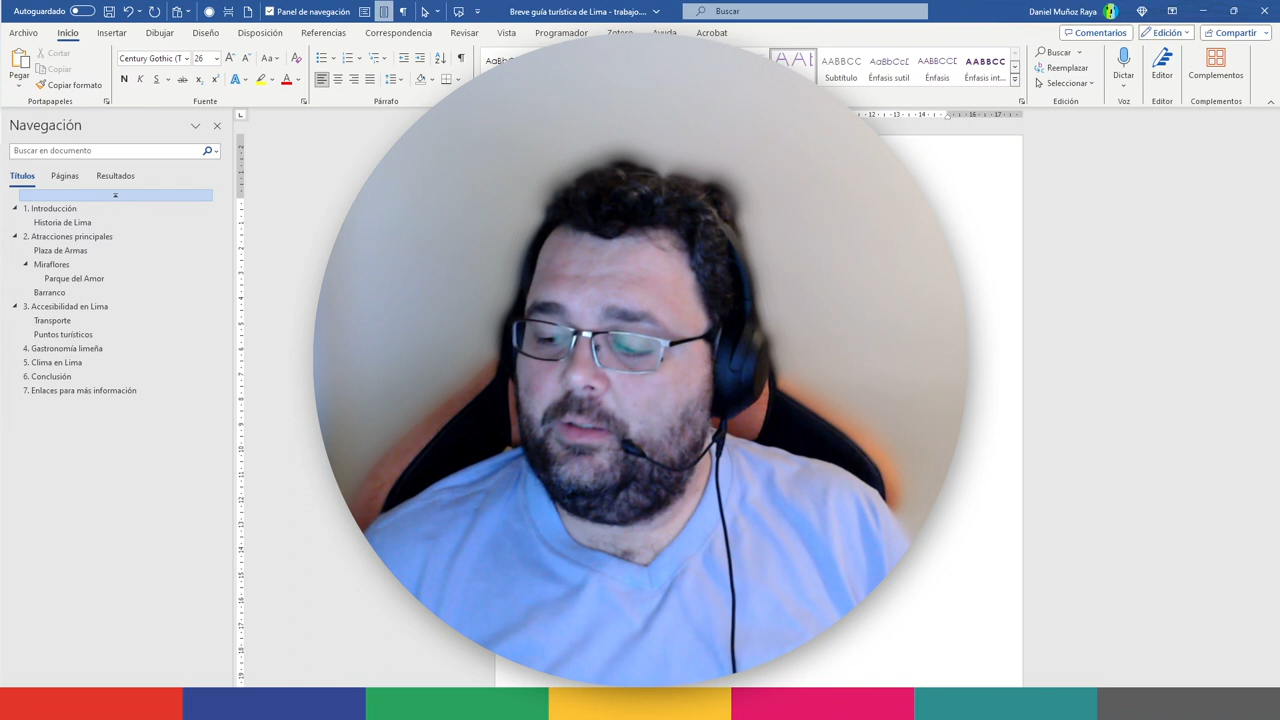 Autoguardado
Panel de navegación
Breve guía turística de Lima - trabajo....
Buscar
Daniel Muñoz Raya
Archivo Inicio Insertar Dibujar Diseño Disposición Referencias Correspondencia Revisar Vista Programador Zotero Ayuda Acrobat
Comentarios
Edición
Compartir
Pegar
Cortar
Copiar
Copiar formato
Portapapeles
Century Gothic (T
26
N K S
Fuente
Párrafo
AABBCC
Subtítulo
AaBbCcDd
Énfasis sutil
AABBCCD
Énfasis
AABBCC
Énfasis int...
Buscar
Reemplazar
Seleccionar
Edición
Dictar
Voz
Editor
Editor
Complementos
Complementos
Navegación
Buscar en documento
Títulos Páginas Resultados
1. Introducción
Historia de Lima
2. Atracciones principales
Plaza de Armas
Miraflores
Parque del Amor
Barranco
3. Accesibilidad en Lima
Transporte
Puntos turísticos
4. Gastronomía limeña
5. Clima en Lima
6. Conclusión
7. Enlaces para más información